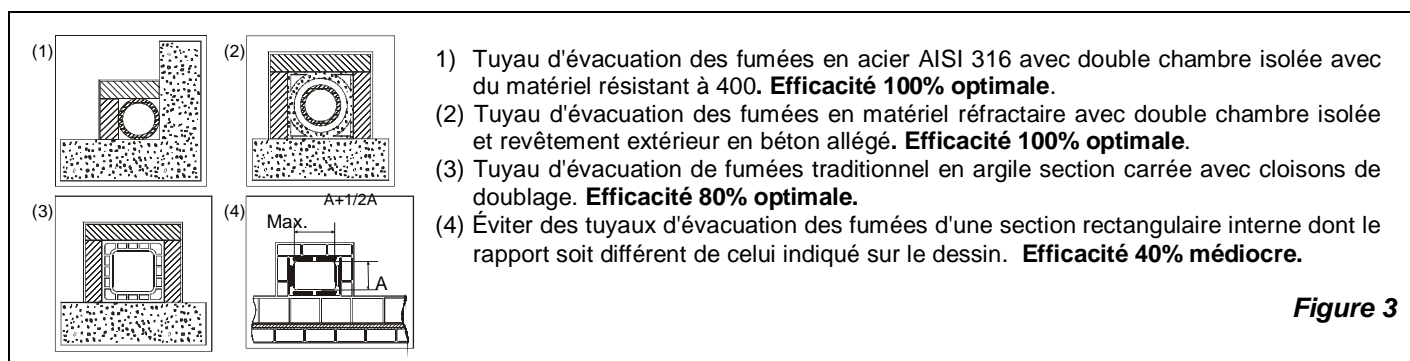 (1)
(2)
(3)
(4)
A+1/2A
Max.
A
1) Tuyau d'évacuation des fumées en acier AISI 316 avec double chambre isolée avec
du matériel résistant à 400. Efficacité 100% optimale.
(2) Tuyau d'évacuation des fumées en matériel réfractaire avec double chambre isolée
et revêtement extérieur en béton allégé. Efficacité 100% optimale.
(3) Tuyau d'évacuation de fumées traditionnel en argile section carrée avec cloisons de
doublage. Efficacité 80% optimale.
(4) Éviter des tuyaux d'évacuation des fumées d'une section rectangulaire interne dont le
rapport soit différent de celui indiqué sur le dessin. Efficacité 40% médiocre.
Figure 3